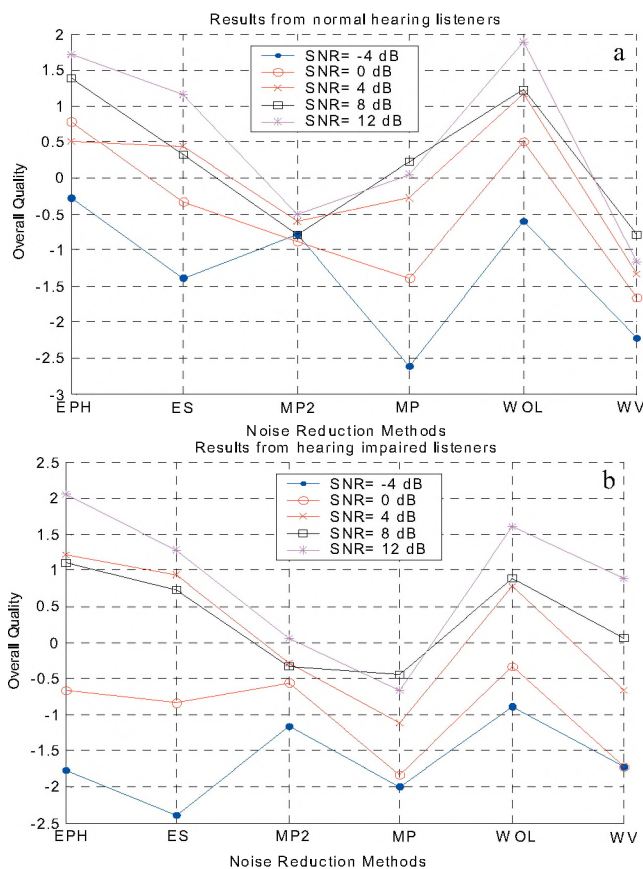 Results from normal hearing listeners
a
SNR= -4 dB
SNR= 0 dB
SNR= 4 dB
SNR= 8 dB
SNR= 12 dB
Overall Quality
2
1.5
1
0.5
0
-0.5
-1
-1.5
-2
-2.5
-3
EPH ES MP2 MP WOL WV
Noise Reduction Methods
Results from hearing impaired listeners
b
SNR= -4 dB
SNR= 0 dB
SNR= 4 dB
SNR= 8 dB
SNR= 12 dB
Overall Quality
2.5
2
1.5
1
0.5
0
-0.5
-1
-1.5
-2
-2.5
EPH ES MP2 MP WOL WV
Noise Reduction Methods